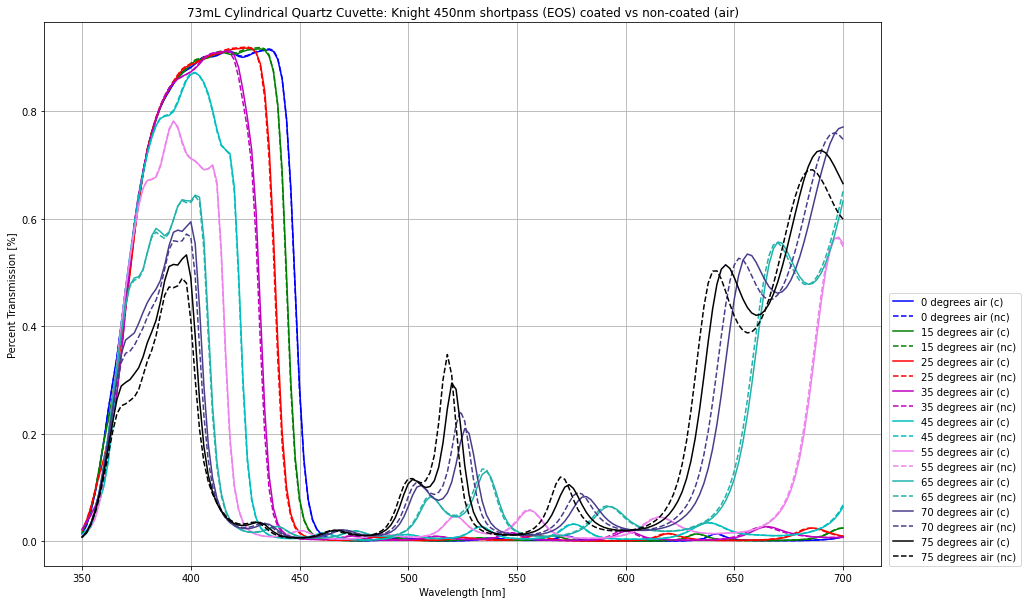 73mL Cylindrical Quartz Cuvette: Knight 450nm shortpass (EOS) coated vs non-coated (air)
Percent Transmission [%]
0.8
0.6
0.4
0.2
0.0
350
400
450
500
550
600
650
700
Wavelength [nm]
0 degrees air (c)
0 degrees air (nc)
15 degrees air (c)
15 degrees air (nc)
25 degrees air (c)
25 degrees air (nc)
35 degrees air (c)
35 degrees air (nc)
45 degrees air (c)
45 degrees air (nc)
55 degrees air (c)
55 degrees air (nc)
65 degrees air (c)
65 degrees air (nc)
70 degrees air (c)
70 degrees air (nc)
75 degrees air (c)
75 degrees air (nc)